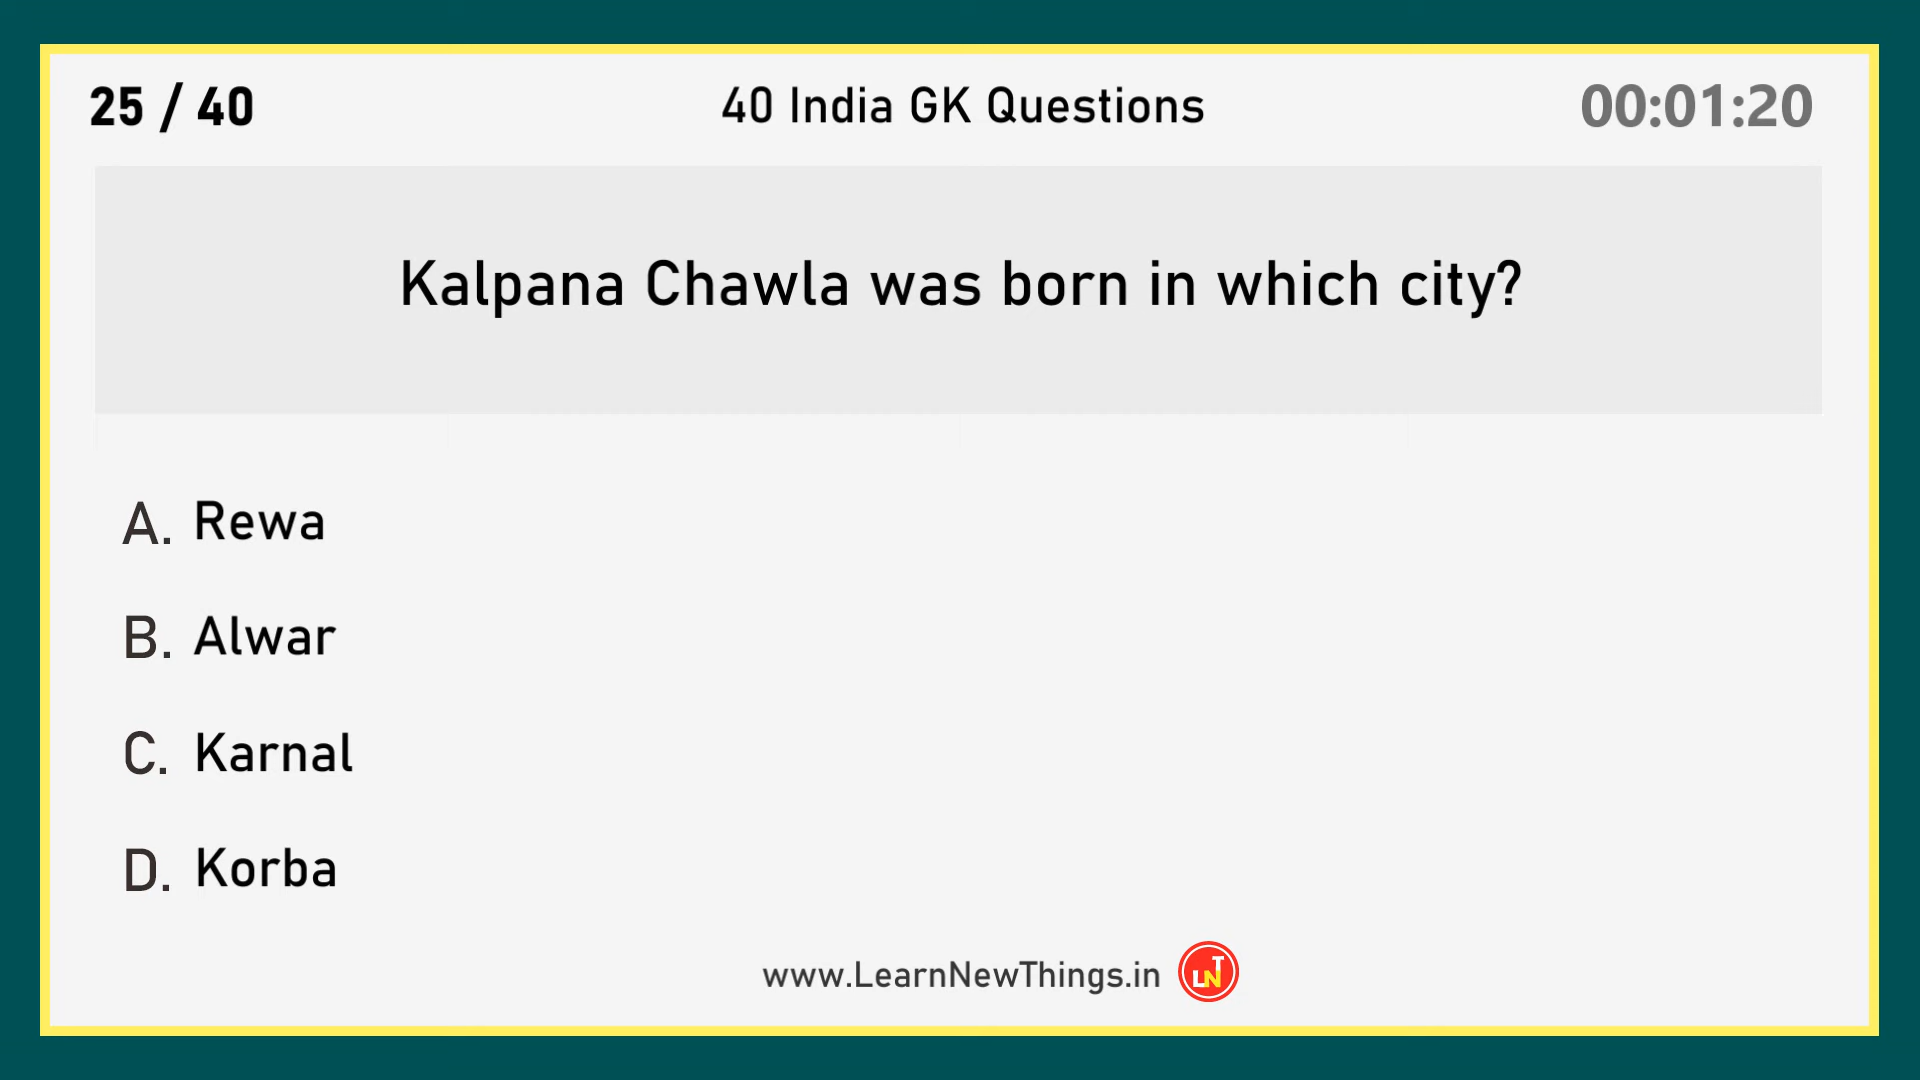 25 / 40
40 India GK Questions
00:01:20
Kalpana Chawla was born in which city?
A. Rewa
B. Alwar
C. Karnal
D. Korba
www.LearnNewThings.in
LNT